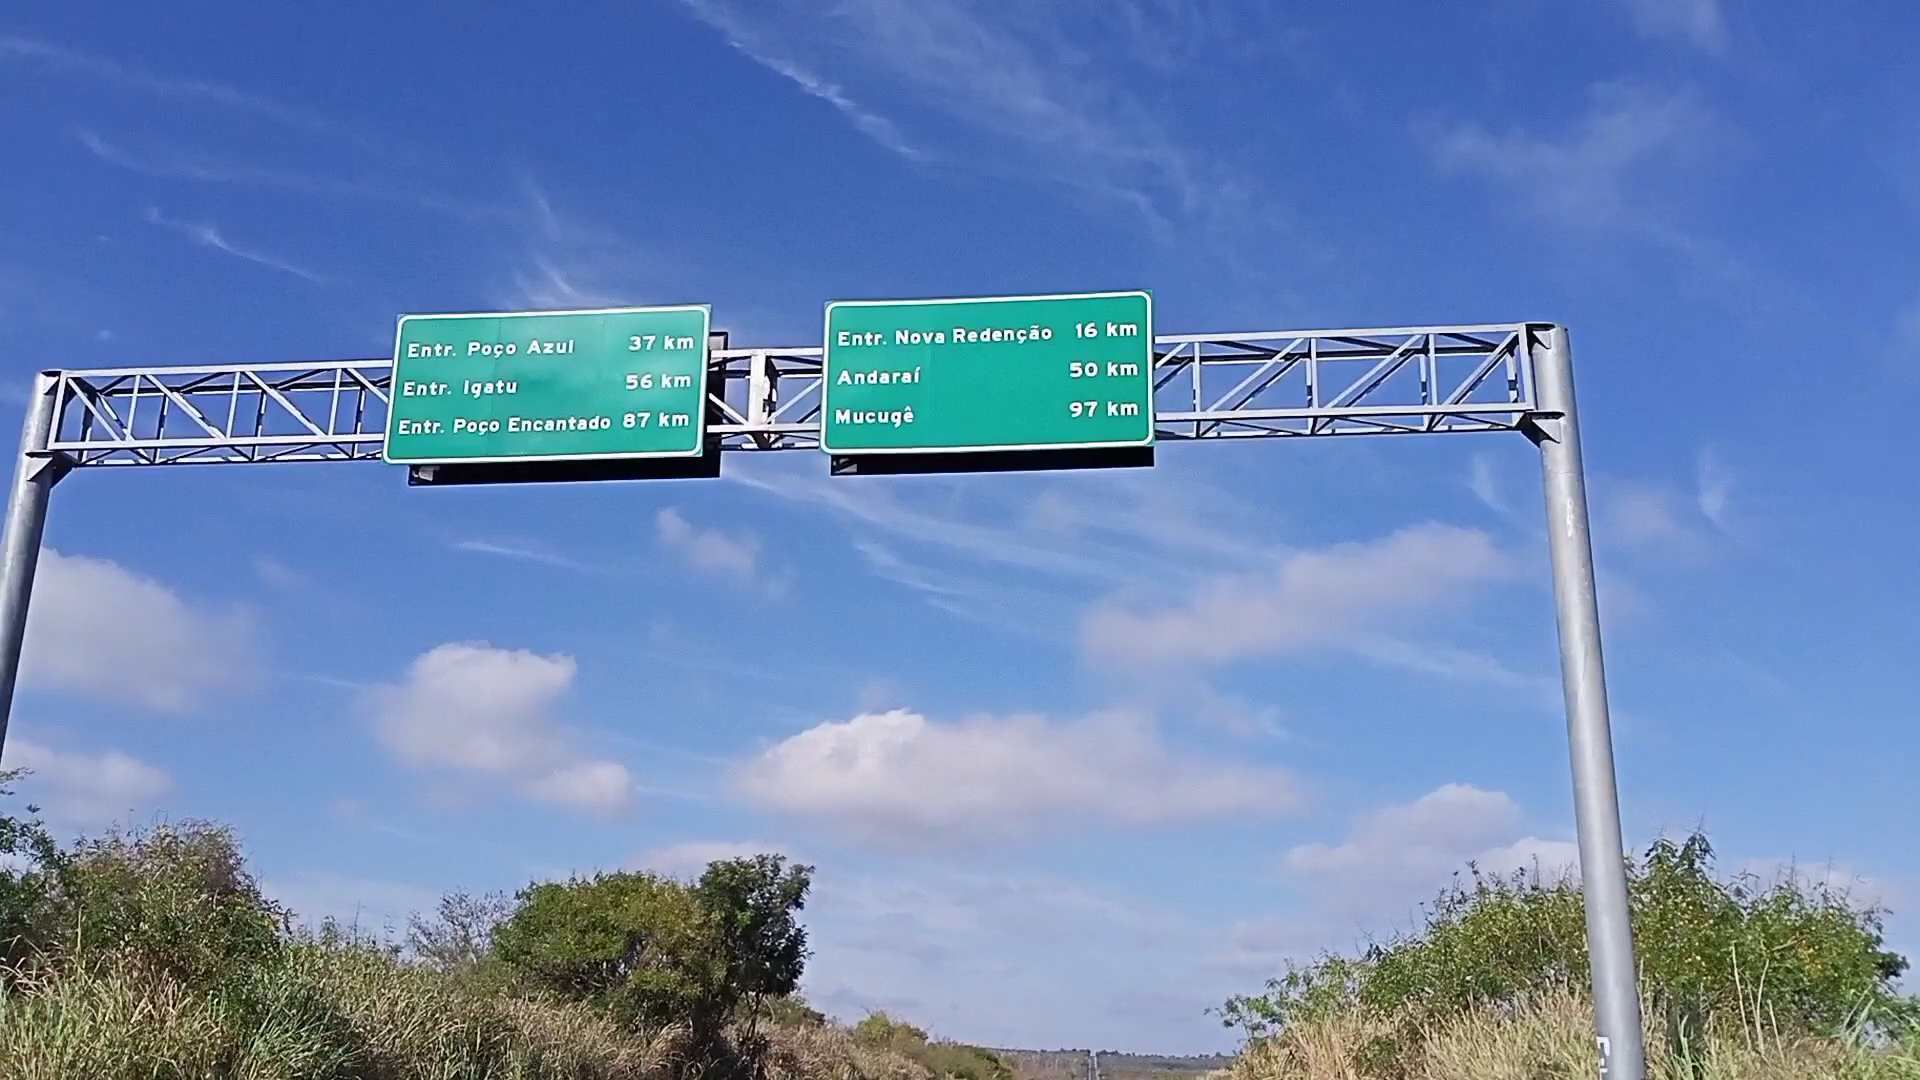 Entr. Poço Azul 37 km
Entr. Igatu 56 km
Entr. Poço Encantado 87 km
Entr. Nova Redenção 16 km
Andaraí 50 km
Mucugê 97 km